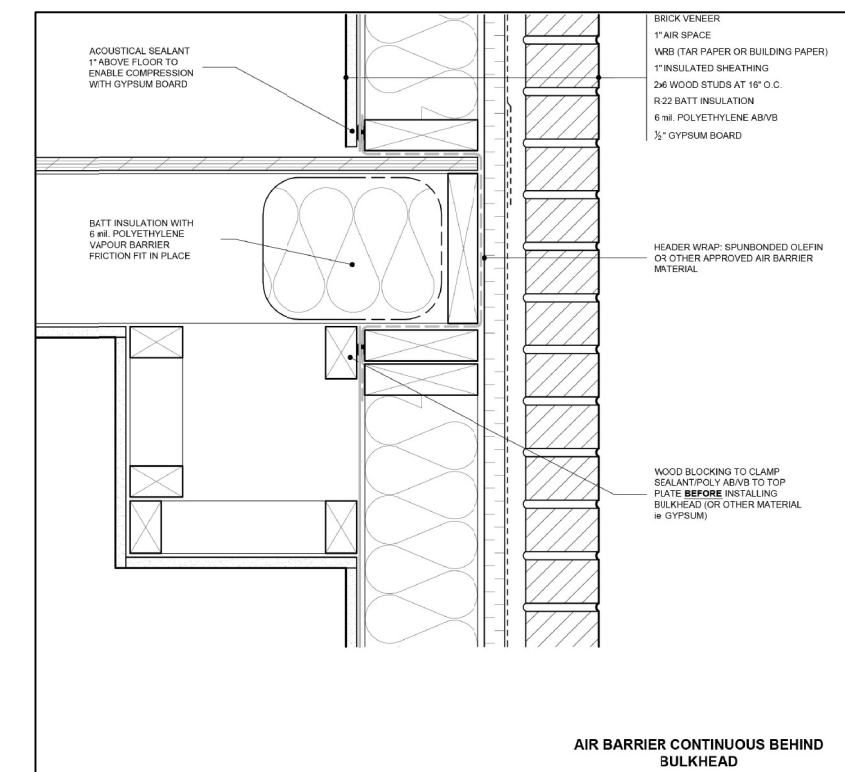 ACOUSTICAL SEALANT
1" ABOVE FLOOR TO
ENABLE COMPRESSION
WITH GYPSUM BOARD
BRICK VENEER
1" AIR SPACE
WRB (TAR PAPER OR BUILDING PAPER)
1" INSULATED SHEATHING
2x6 WOOD STUDS AT 16" O.C.
R-22 BATT INSULATION
6 mil. POLYETHYLENE AB/VB
½" GYPSUM BOARD
BATT INSULATION WITH
6 mil. POLYETHYLENE
VAPOUR BARRIER
FRICTION FIT IN PLACE
HEADER WRAP: SPUNBONDED OLEFIN
OR OTHER APPROVED AIR BARRIER
MATERIAL
WOOD BLOCKING TO CLAMP
SEALANT/POLY AB/VB TO TOP
PLATE BEFORE INSTALLING
BULKHEAD (OR OTHER MATERIAL
ie GYPSUM)
AIR BARRIER CONTINUOUS BEHIND
BULKHEAD